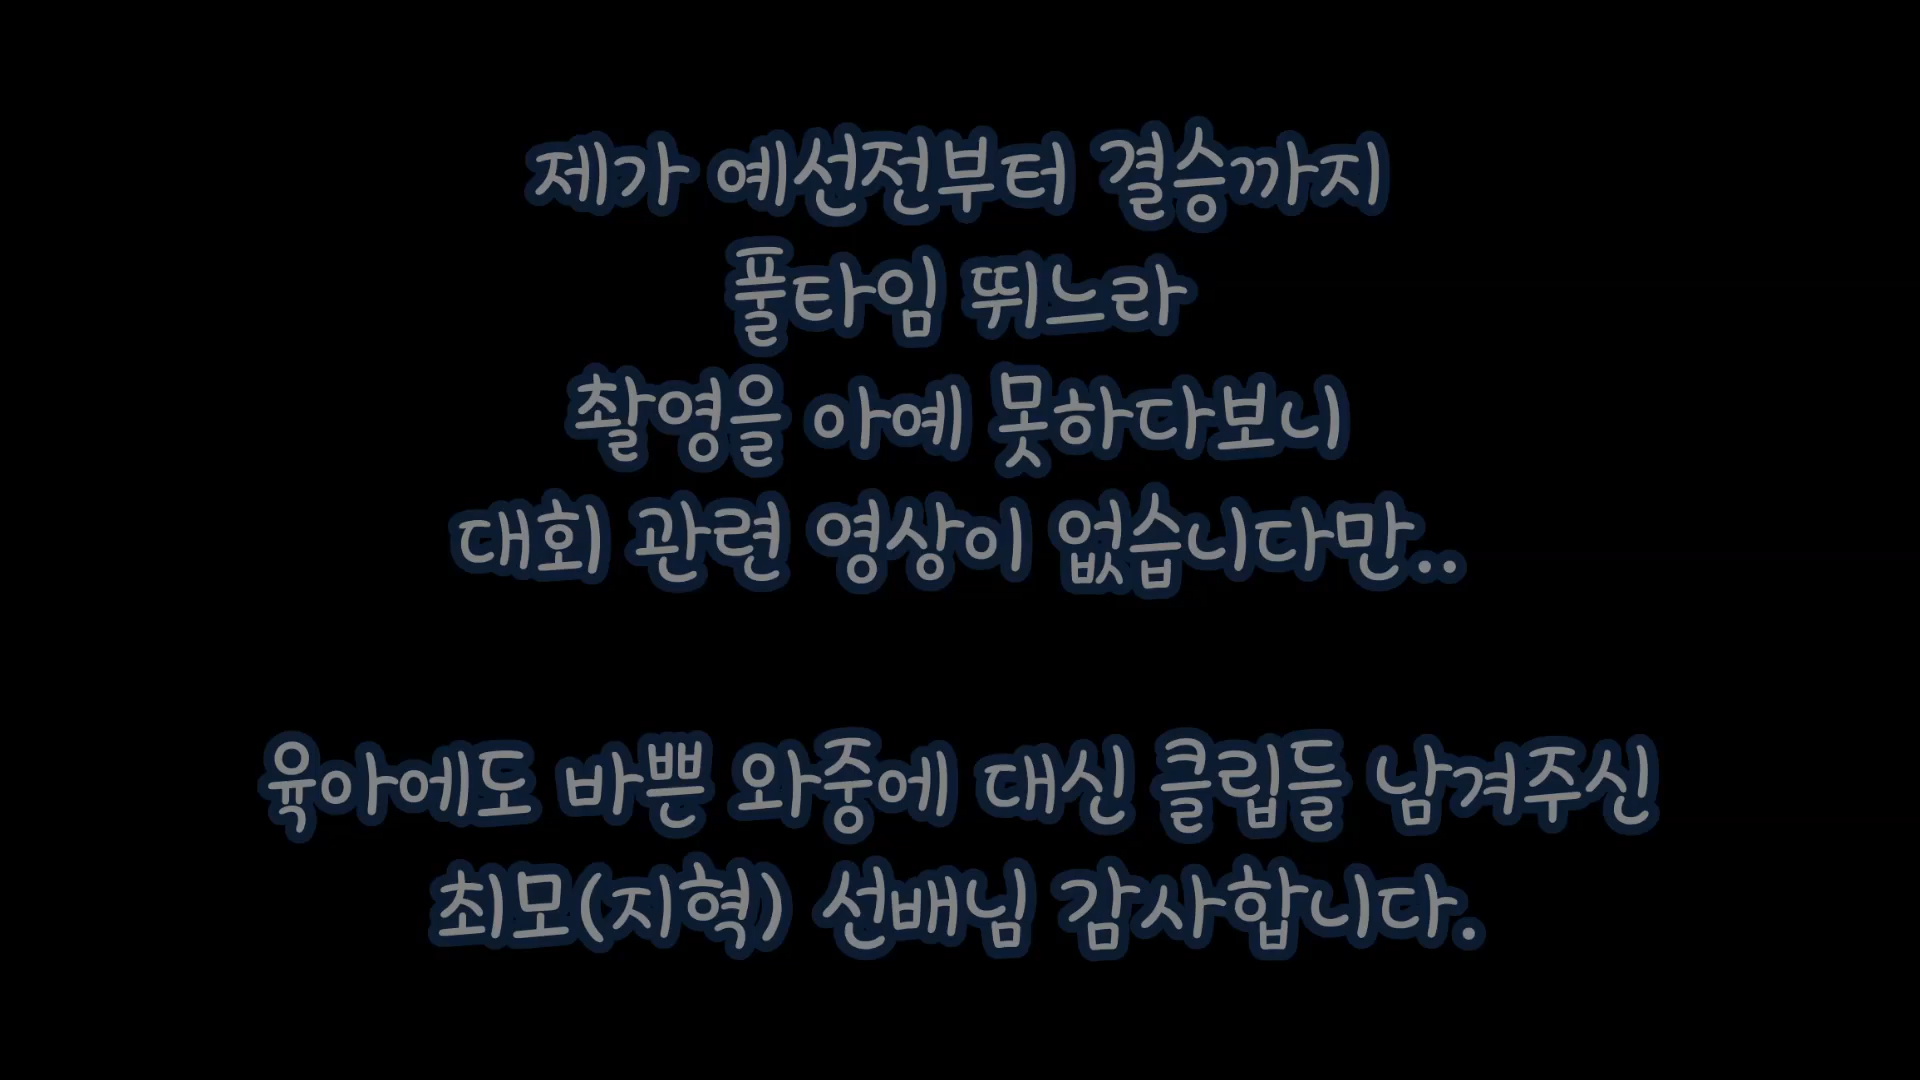 제가 예선전부터 결승까지
풀타임 뛰느라
촬영을 아예 못하다보니
대회 관련 영상이 없습니다만..
육아에도 바쁜 와중에 대신 클립들 남겨주신
최모(지혁) 선배님 감사합니다.